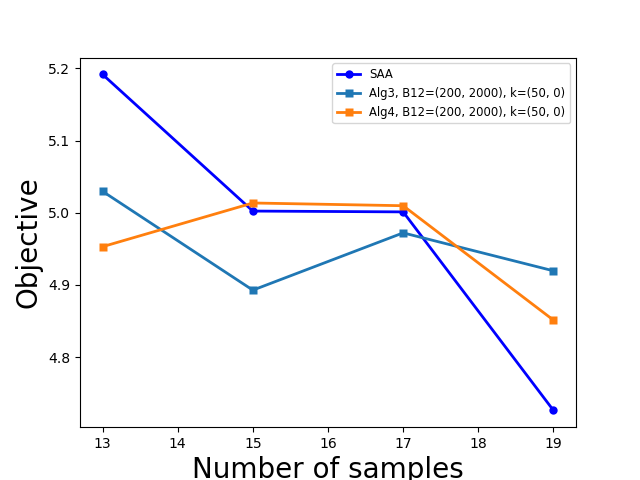 SAA
Alg3, B12=(200, 2000), k=(50, 0)
Alg4, B12=(200, 2000), k=(50, 0)
5.2
5.1
5.0
4.9
4.8
Objective
13 14 15 16 17 18 19
Number of samples